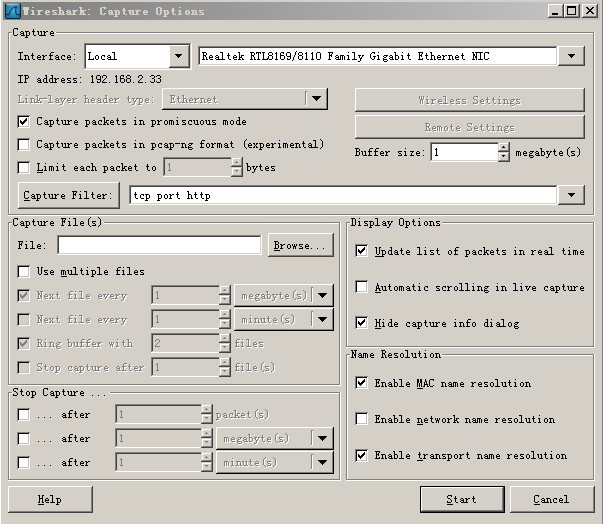 Wireshark: Capture Options
Capture
Interface: Local Realtek RTL8169/8110 Family Gigabit Ethernet NIC
IP address: 192.168.2.33
Link-layer header type: Ethernet
Wireless Settings
Capture packets in promiscuous mode
Remote Settings
Capture packets in pcap-ng format (experimental)
Buffer size: 1 megabyte(s)
Limit each packet to 1 bytes
Capture Filter: tcp port http
Capture File(s)
File: Browse...
Use multiple files
Next file every 1 megabyte(s)
Next file every 1 minute(s)
Ring buffer with 2 files
Stop capture after 1 file(s)
Stop Capture ...
... after 1 packet(s)
... after 1 megabyte(s)
... after 1 minute(s)
Display Options
Update list of packets in real time
Automatic scrolling in live capture
Hide capture info dialog
Name Resolution
Enable MAC name resolution
Enable network name resolution
Enable transport name resolution
Help Start Cancel